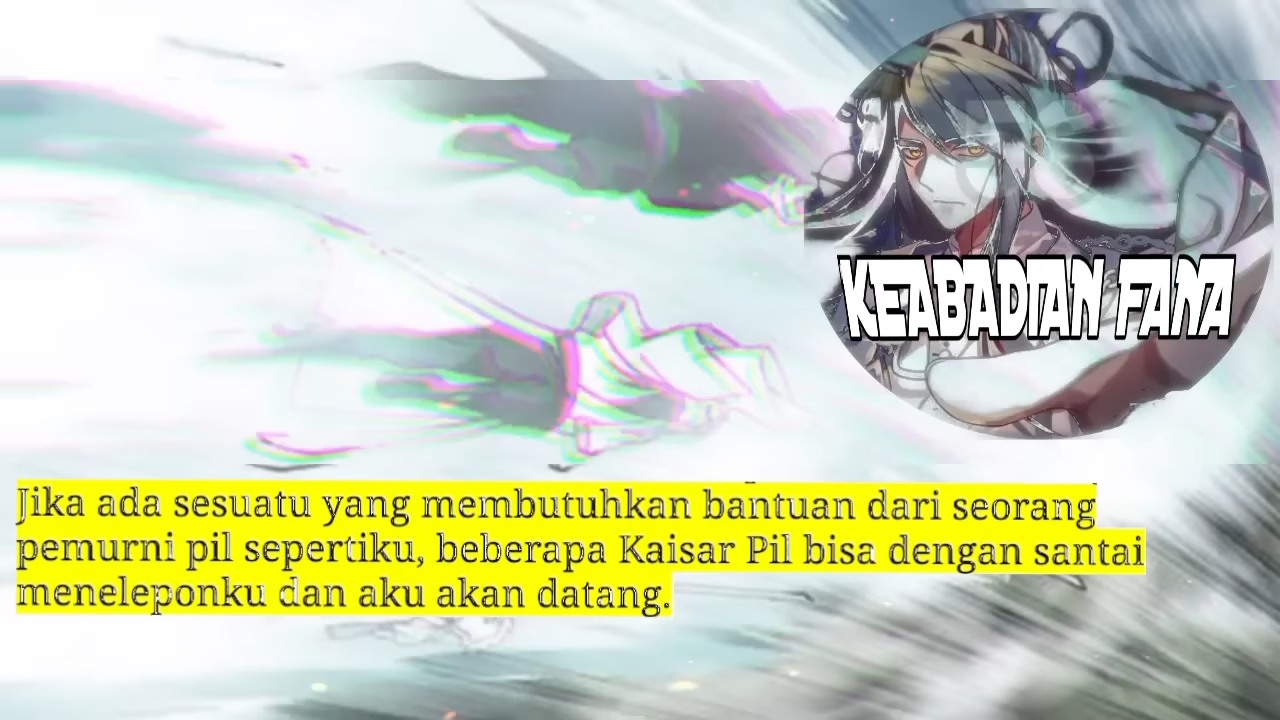 KEABADIAN FANA
Jika ada sesuatu yang membutuhkan bantuan dari seorang
pemurni pil sepertiku, beberapa Kaisar Pil bisa dengan santai
meneleponku dan aku akan datang.